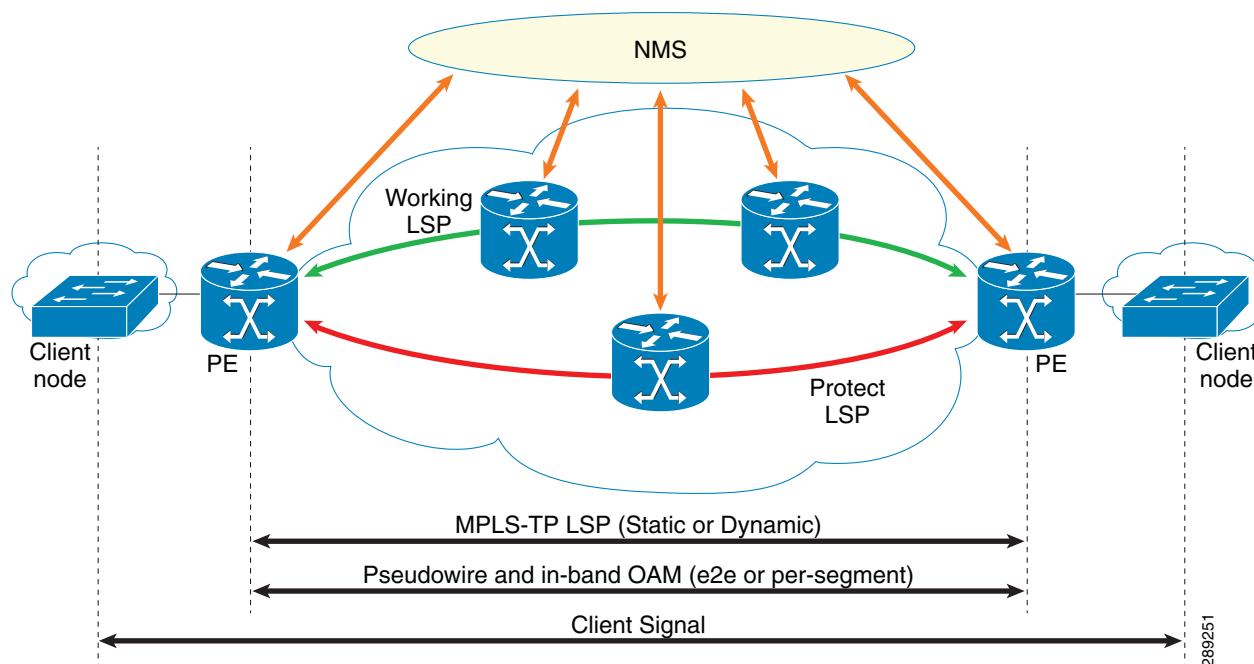 NMS
Working
LSP
Client
node
PE
Protect
LSP
PE
Client
node
MPLS-TP LSP (Static or Dynamic)
Pseudowire and in-band OAM (e2e or per-segment)
Client Signal
289251